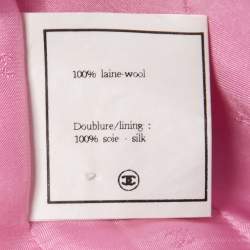 100% laine-wool
Doublure/lining :
100% soie - silk